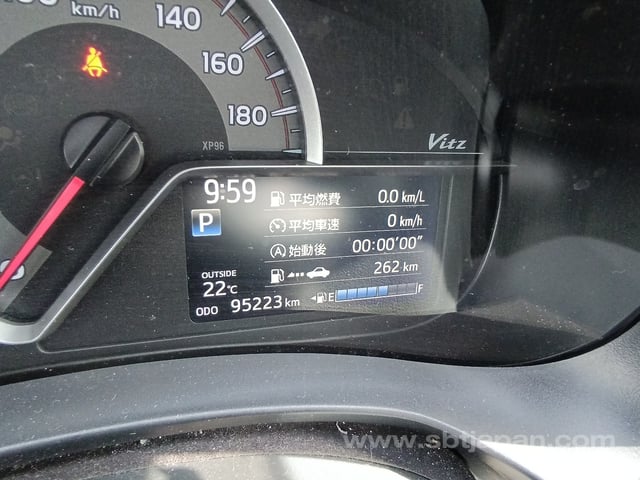 km/h
140
160
180
XP96
Vitz
9:59
平均燃費 0.0 km/L
P
平均車速 0 km/h
A 始動後 00:00'00"
262 km
OUTSIDE
22℃
ODO 95223 km
E F
www.sbtjapan.com